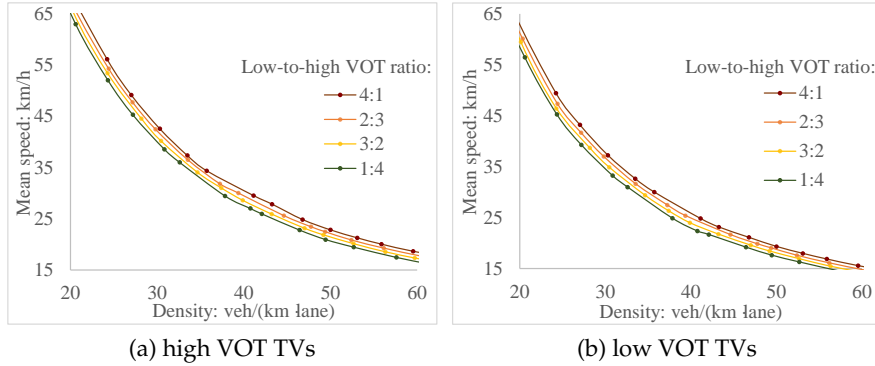 65
55
45
35
25
15
Mean speed: km/h
Low-to-high VOT ratio:
4:1
2:3
3:2
1:4
20 30 40 50 60
Density: veh/(km·lane)
(a) high VOT TVs
65
55
45
35
25
15
Mean speed: km/h
Low-to-high VOT ratio:
4:1
2:3
3:2
1:4
20 30 40 50 60
Density: veh/(km·lane)
(b) low VOT TVs